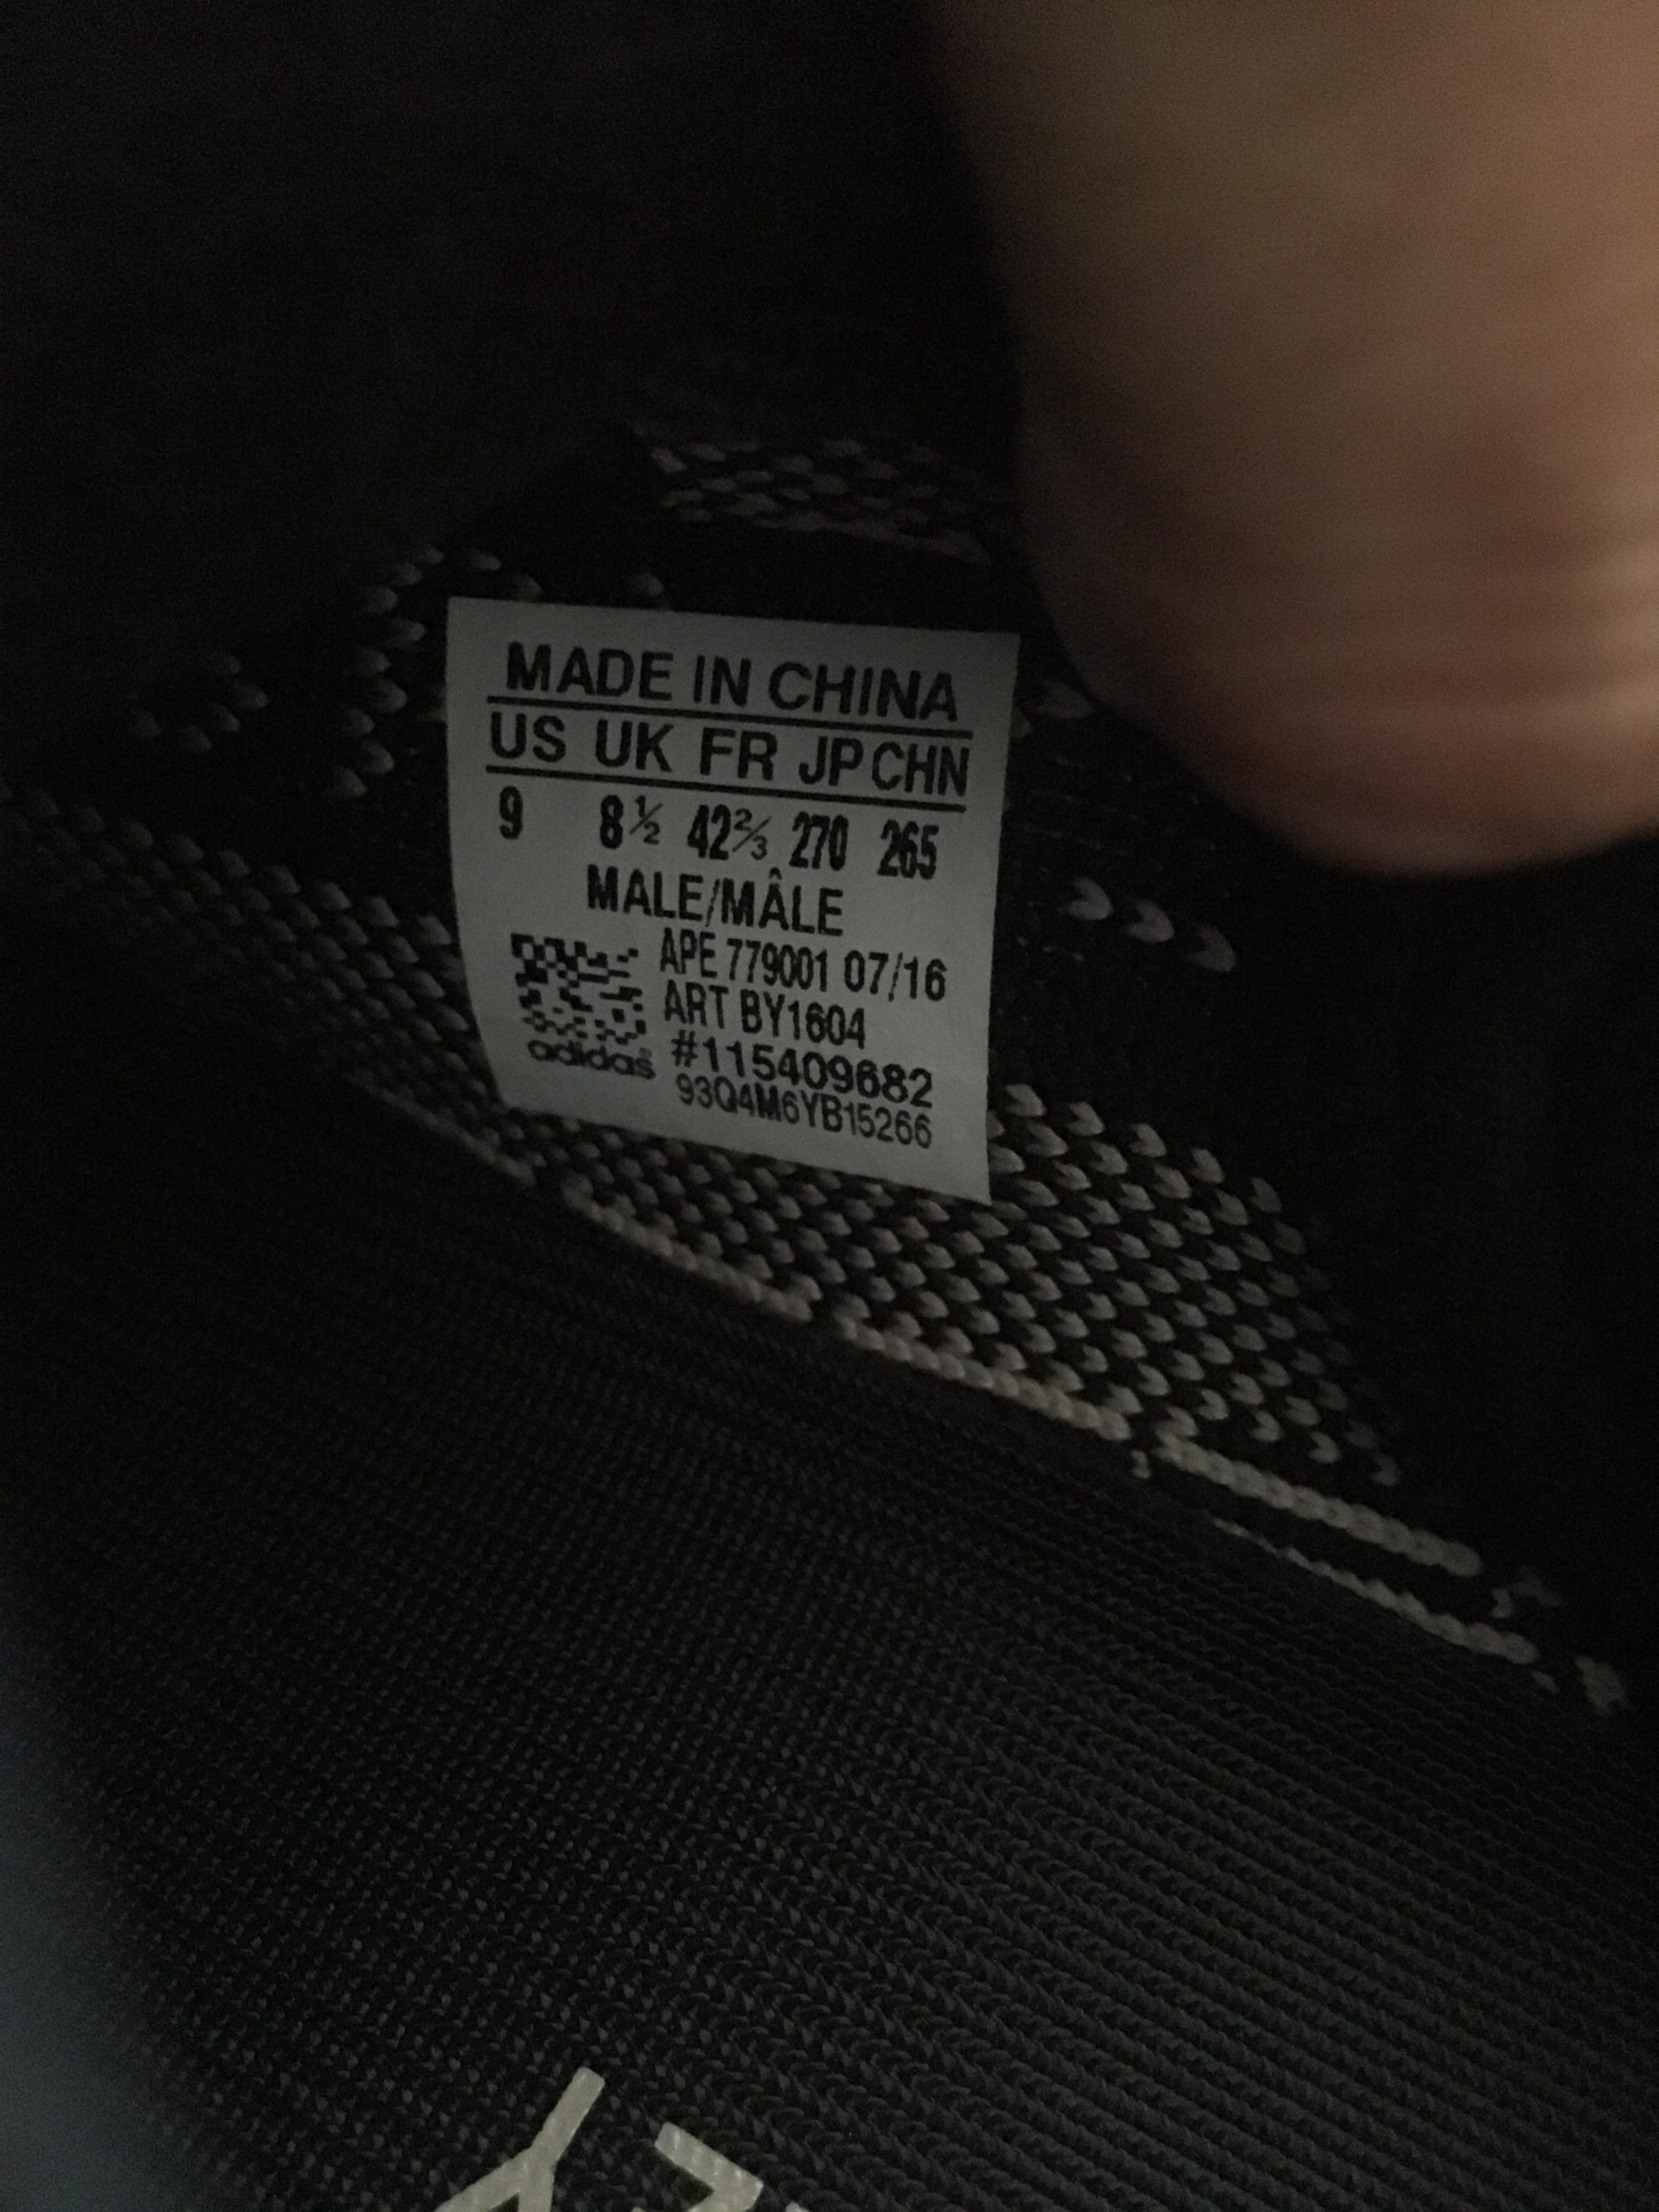 MADE IN CHINA
US UK FR JP CHN
9 8½ 42⅔ 270 265
MALE/MÂLE
APE 779001 07/16
ART BY1604
#115409682
93Q4M6YB15266
adidas